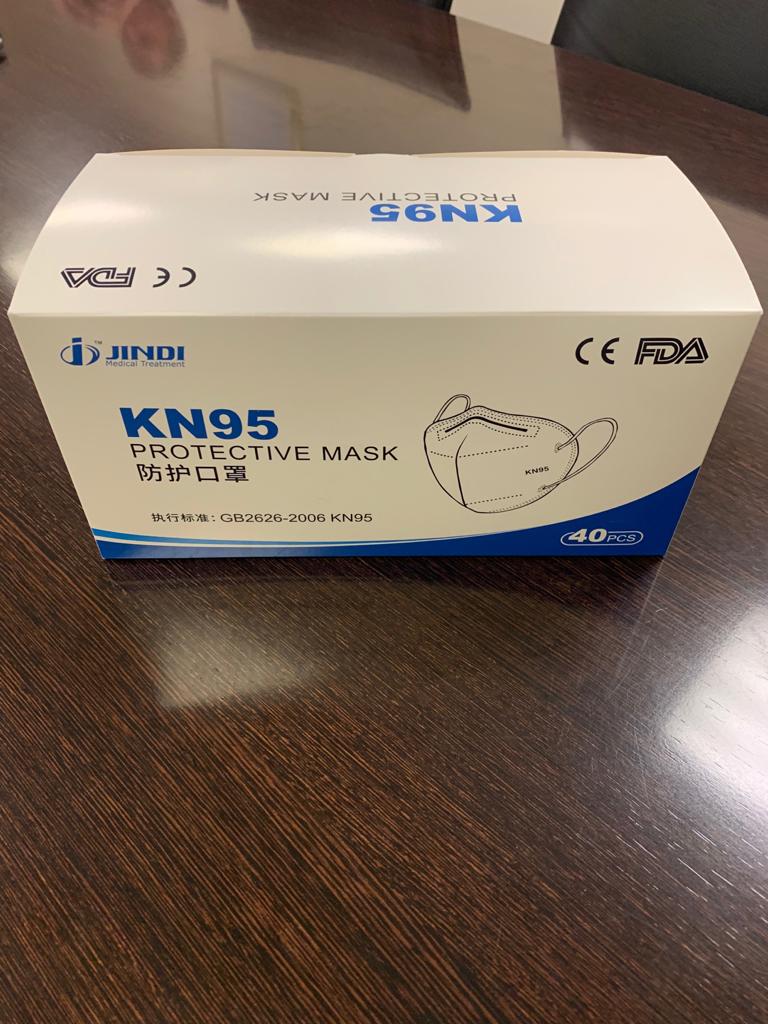 PROTECTIVE MASK
KN95
CE FDA
JINDI™
Medical Treatment
CE FDA
KN95
PROTECTIVE MASK
防护口罩
KN95
执行标准：GB2626-2006 KN95
40PCS